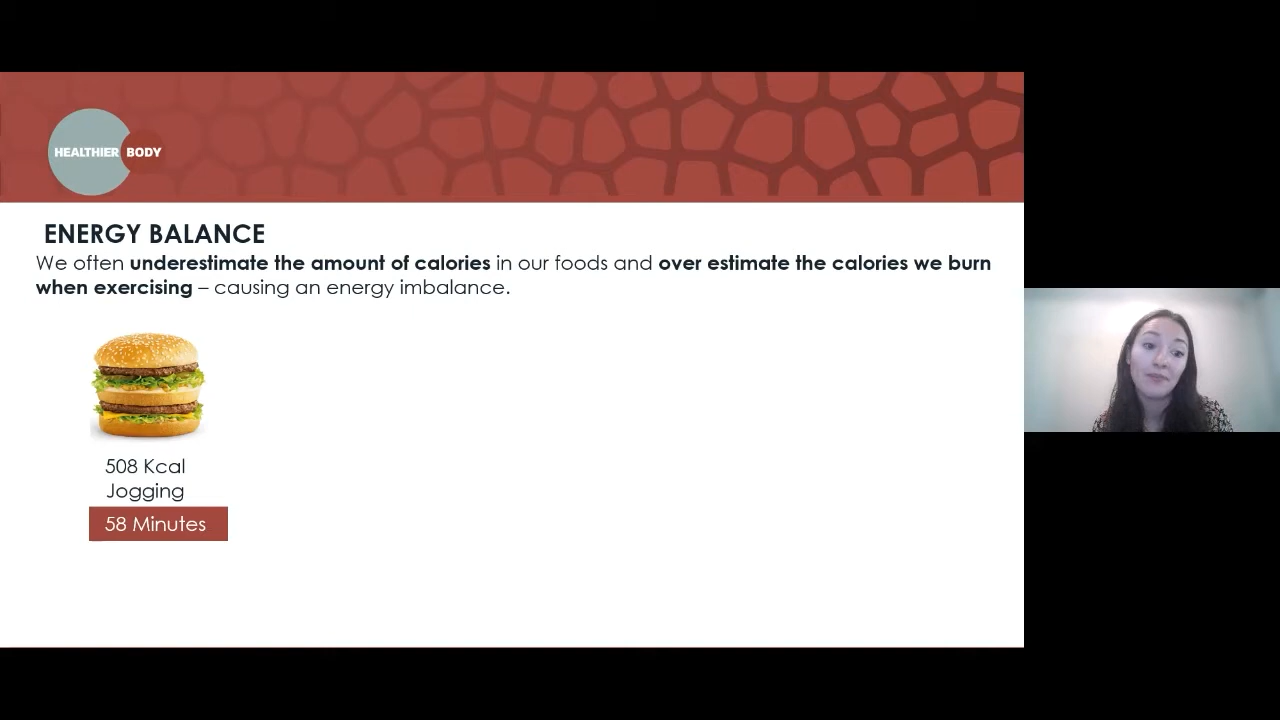 HEALTHIER BODY
ENERGY BALANCE
We often underestimate the amount of calories in our foods and over estimate the calories we burn
when exercising – causing an energy imbalance.
508 Kcal
Jogging
58 Minutes